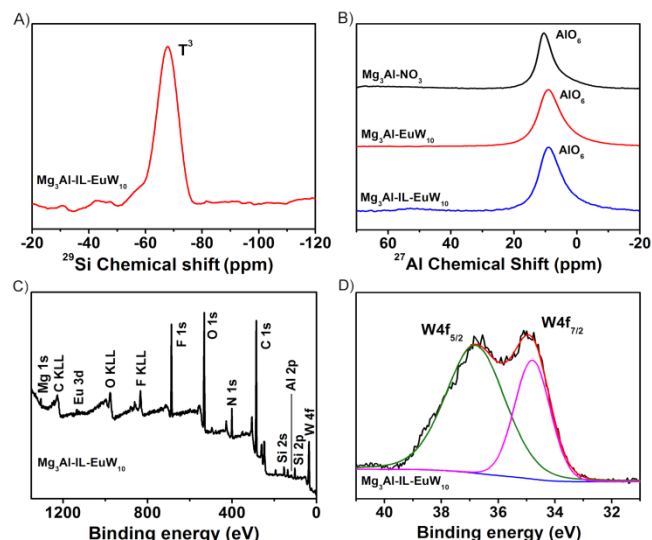 A)
T³
Mg₃Al-IL-EuW₁₀
-20 -40 -60 -80 -100 -120
²⁹Si Chemical shift (ppm)
B)
AlO₆
Mg₃Al-NO₃
AlO₆
Mg₃Al-EuW₁₀
AlO₆
Mg₃Al-IL-EuW₁₀
60 40 20 0 -20
²⁷Al Chemical shift (ppm)
C)
Mg 1s
C KLL
Eu 3d
O KLL
F KLL
F 1s
O 1s
N 1s
C 1s
Si 2s
Al 2p
Si 2p
W 4f
Mg₃Al-IL-EuW₁₀
1200 900 600 300 0
Binding energy (eV)
D)
W4f₅/₂
W4f₇/₂
Mg₃Al-IL-EuW₁₀
40 38 36 34 32
Binding energy (eV)